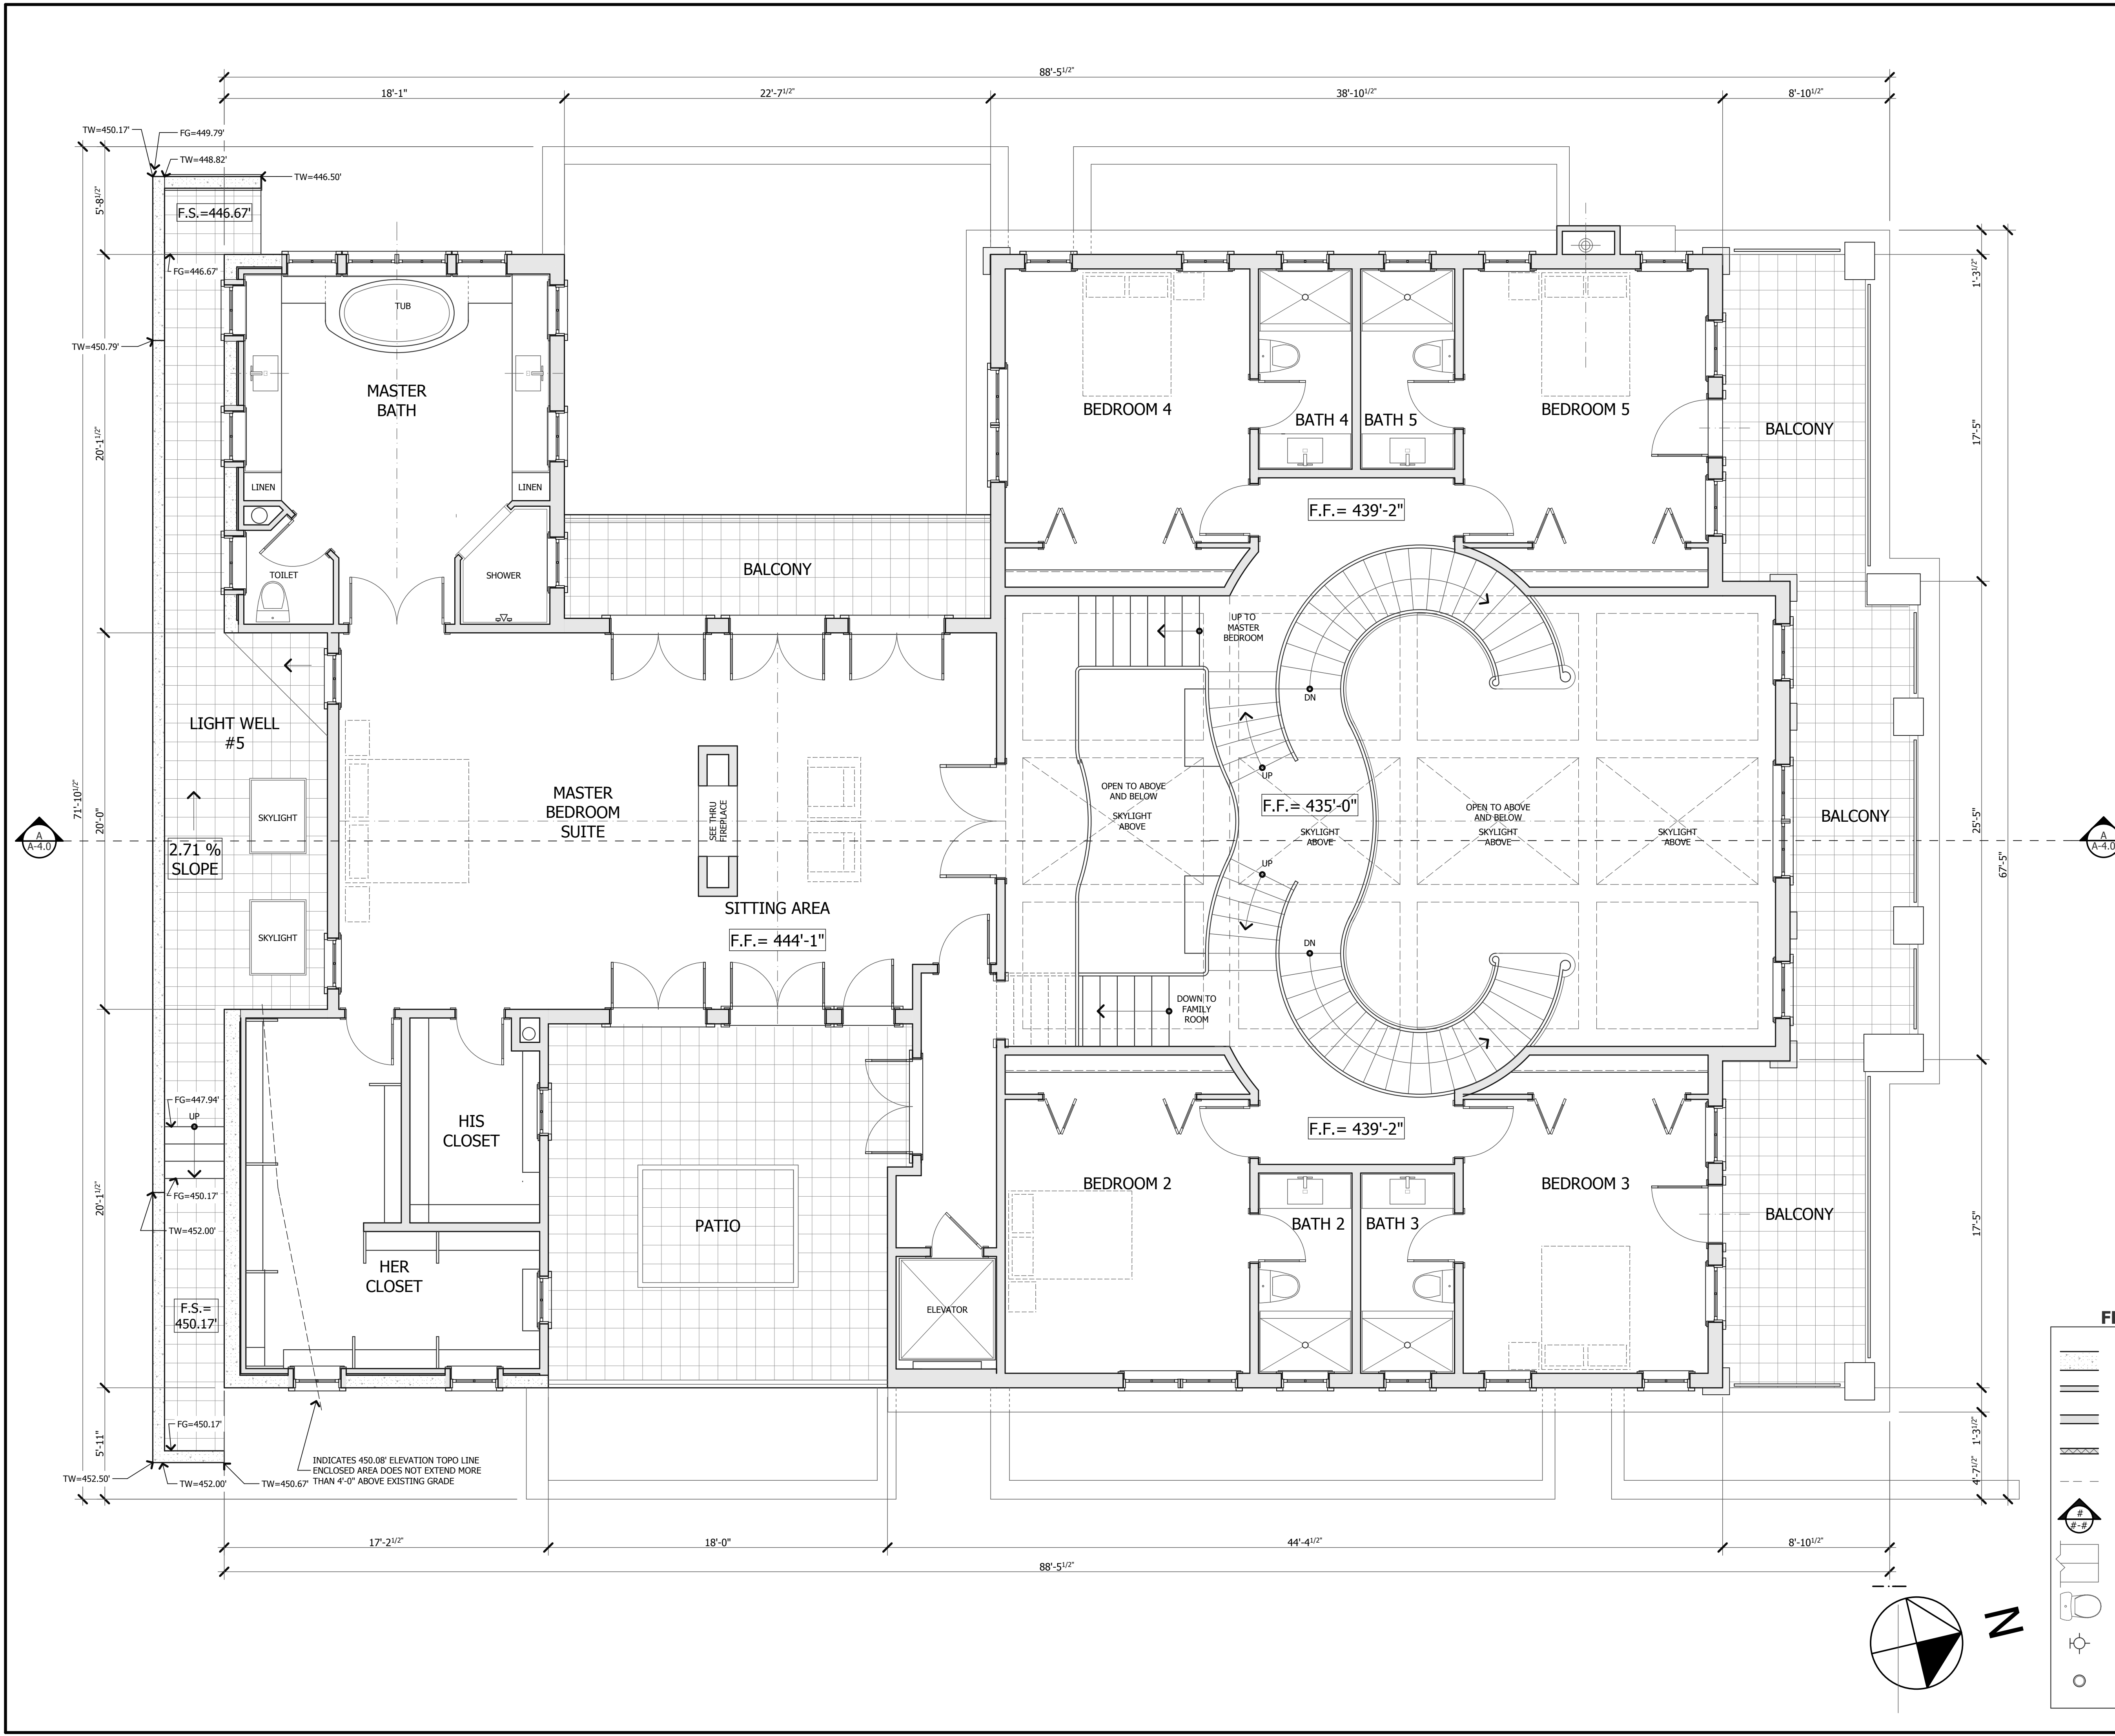 88'-5 1/2"
18'-1"
22'-7 1/2"
38'-10 1/2"
8'-10 1/2"
TW=450.17'
FG=449.79'
TW=448.82'
TW=446.50'
5'-8 1/2"
F.S.=446.67'
FG=446.67'
1'-3 1/2"
TUB
TW=450.79'
MASTER
BATH
BEDROOM 4
BATH 4
BATH 5
BEDROOM 5
BALCONY
17'-5"
20'-1 1/2"
LINEN
LINEN
F.F.= 439'-2"
TOILET
SHOWER
BALCONY
UP TO
MASTER
BEDROOM
DN
LIGHT WELL
#5
UP
71'-10 1/2"
20'-0"
SKYLIGHT
MASTER
BEDROOM
SUITE
SEE THRU
FIREPLACE
OPEN TO ABOVE
AND BELOW
SKYLIGHT
ABOVE
F.F.= 435'-0"
SKYLIGHT
ABOVE
OPEN TO ABOVE
AND BELOW
SKYLIGHT
ABOVE
SKYLIGHT
ABOVE
BALCONY
25'-5"
67'-5"
A
A-4.0
A
A-4.0
2.71 %
SLOPE
UP
SITTING AREA
SKYLIGHT
F.F.= 444'-1"
DN
DOWN TO
FAMILY
ROOM
FG=447.94'
UP
HIS
CLOSET
F.F.= 439'-2"
FG=450.17'
TW=452.00'
20'-1 1/2"
BEDROOM 2
BEDROOM 3
PATIO
BATH 2
BATH 3
BALCONY
17'-5"
HER
CLOSET
F.S.=
450.17'
ELEVATOR
FG=450.17'
5'-11"
1'-3 1/2"
4'-7 1/2"
INDICATES 450.08' ELEVATION TOPO LINE
ENCLOSED AREA DOES NOT EXTEND MORE
THAN 4'-0" ABOVE EXISTING GRADE
TW=452.50'
TW=452.00'
TW=450.67'
17'-2 1/2"
18'-0"
44'-4 1/2"
8'-10 1/2"
88'-5 1/2"
N
#
#-#